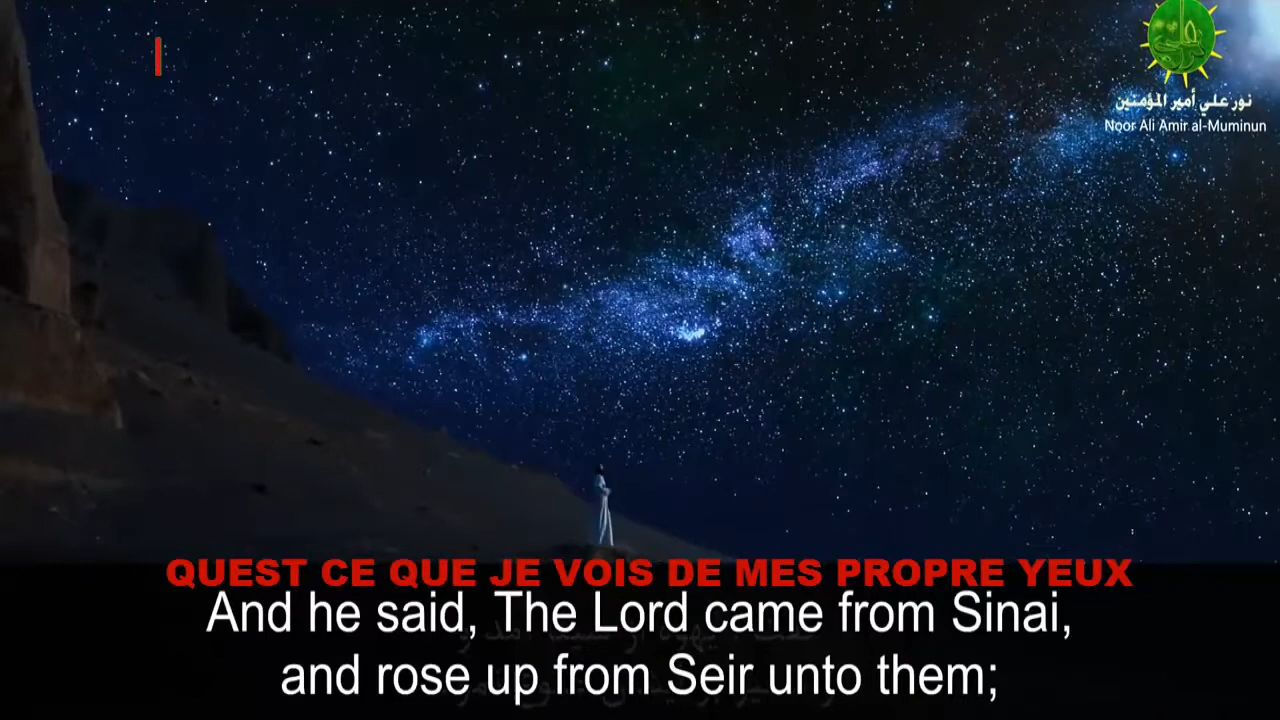 نور علي أمير المؤمنين
Noor Ali Amir al-Muminun
QUEST CE QUE JE VOIS DE MES PROPRE YEUX
And he said, The Lord came from Sinai,
and rose up from Seir unto them;